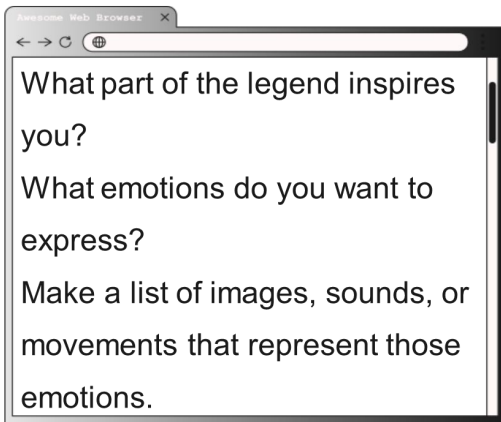 Awesome Web Browser
What part of the legend inspires
you?
What emotions do you want to
express?
Make a list of images, sounds, or
movements that represent those
emotions.